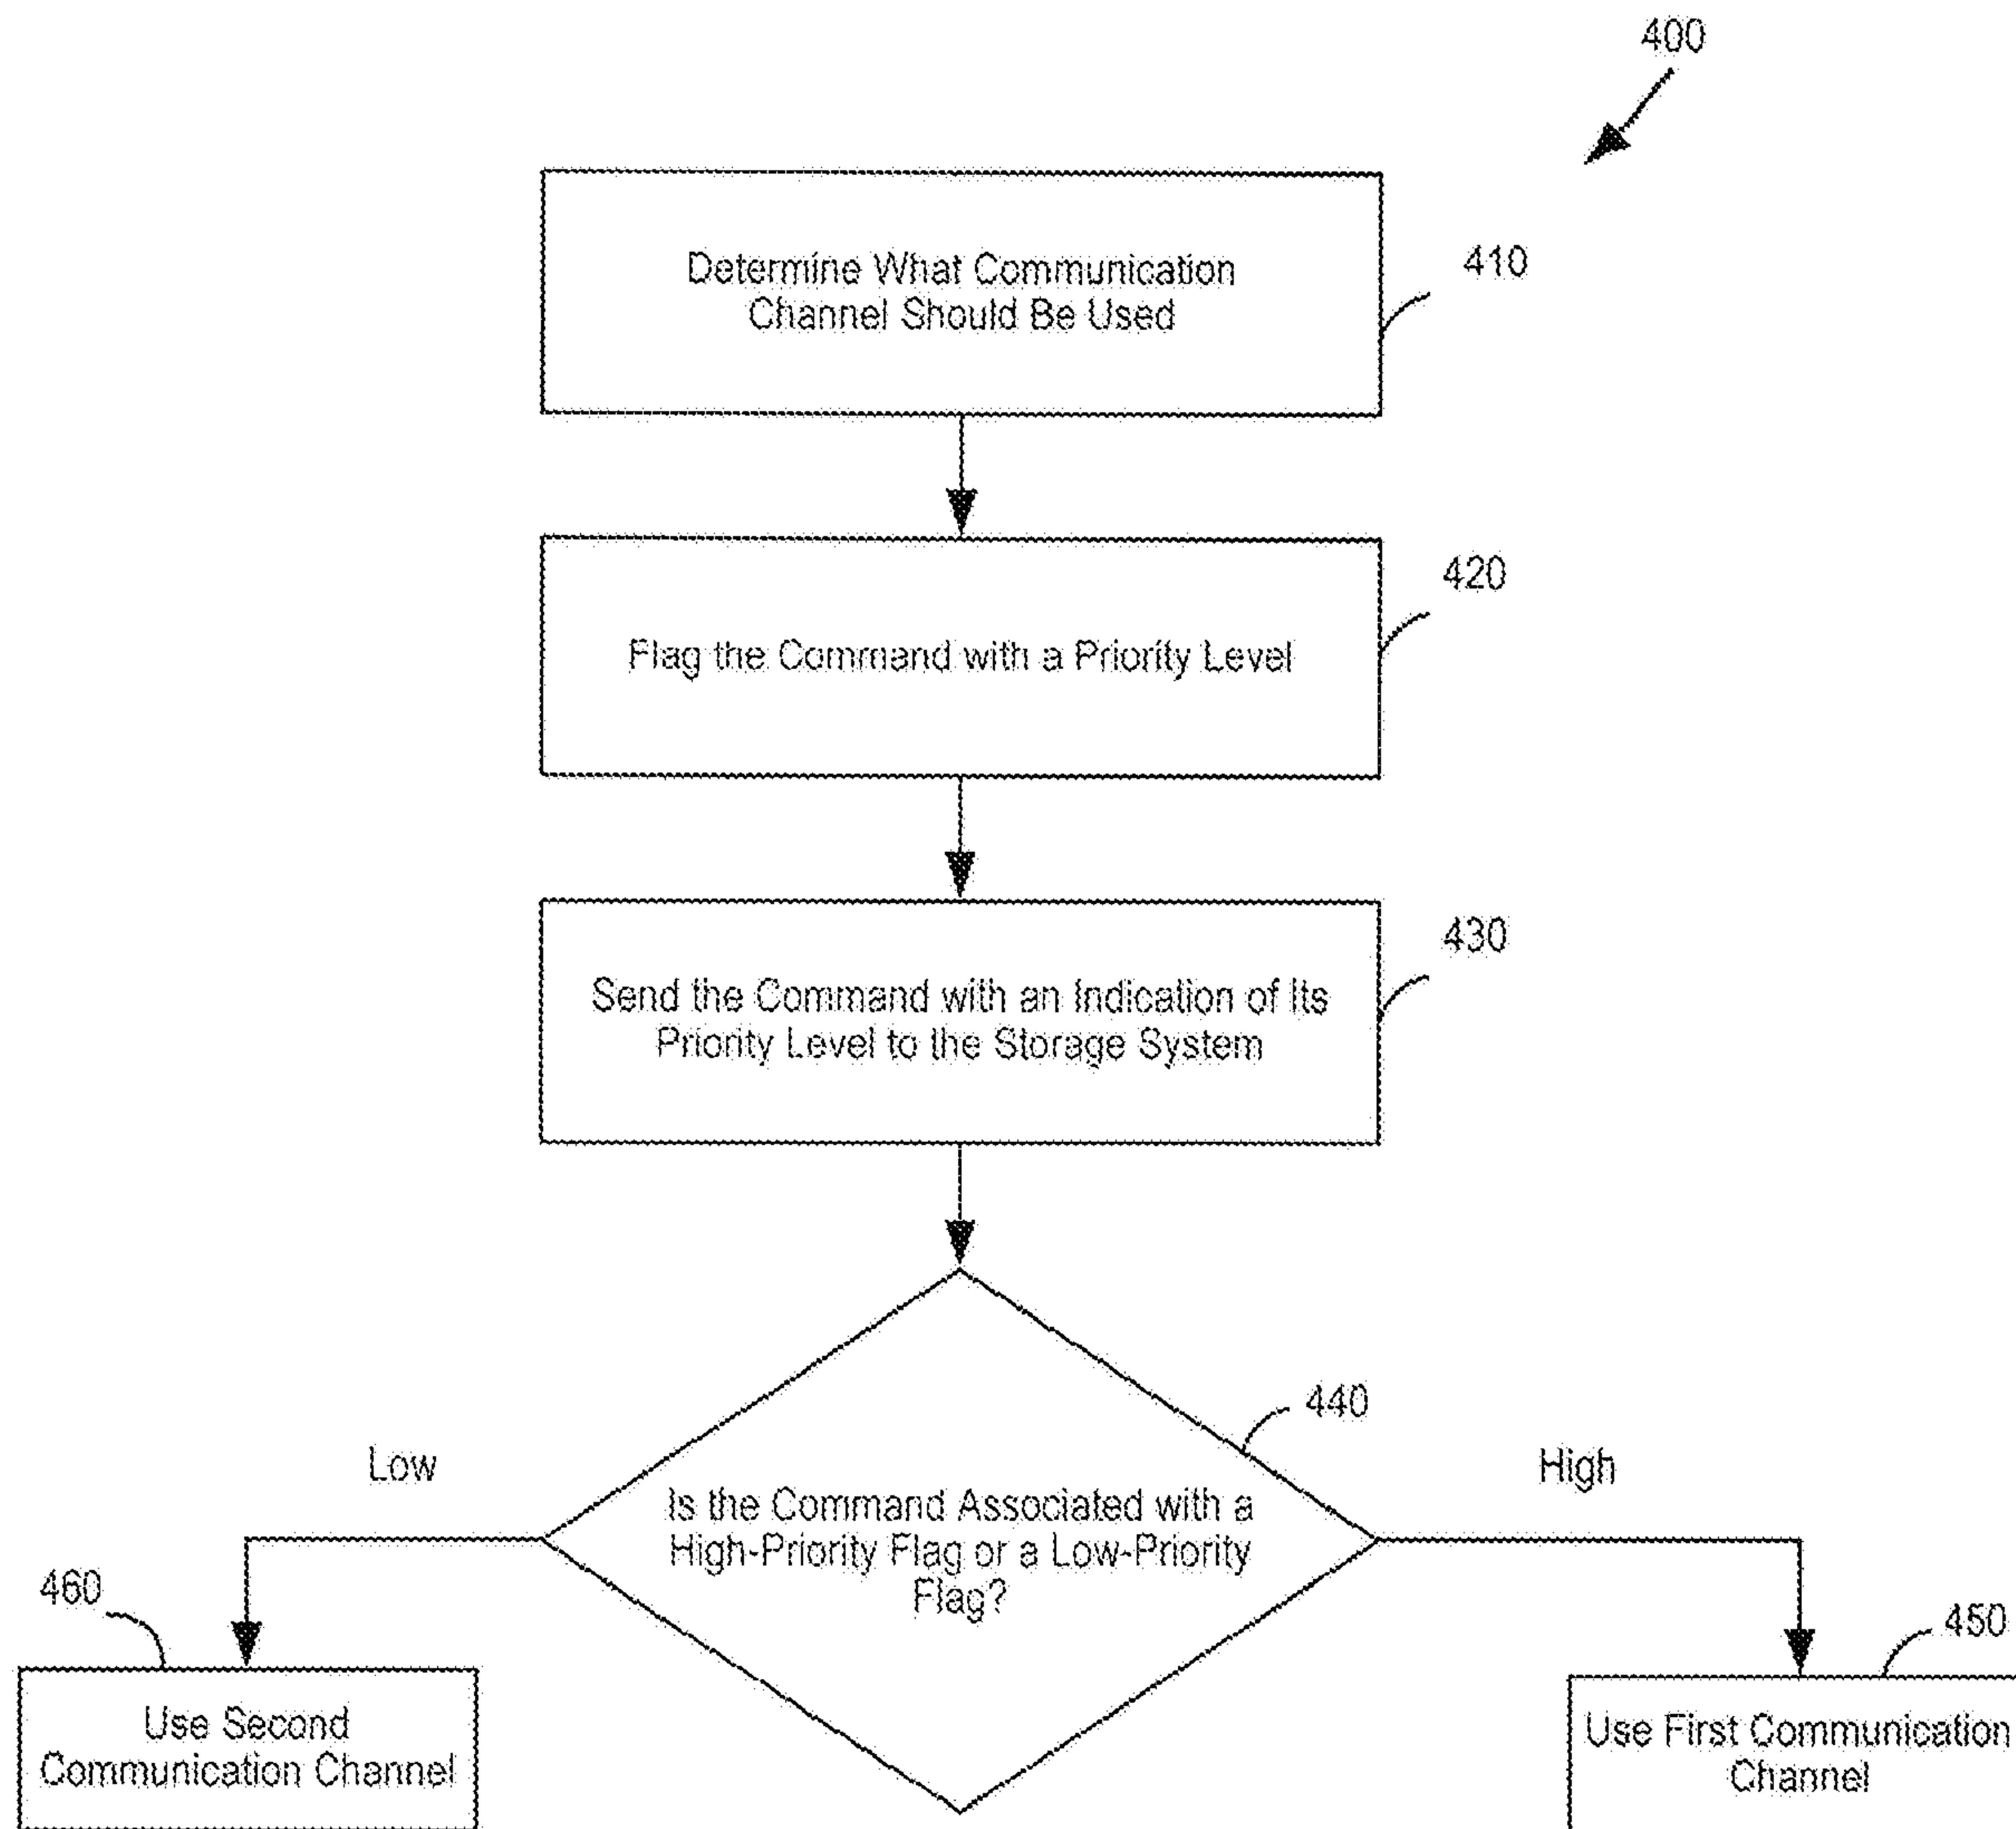 400
Determine What Communication
Channel Should Be Used
410
Flag the Command with a Priority Level
420
Send the Command with an Indication of Its
Priority Level to the Storage System
430
Is the Command Associated with a
High-Priority Flag or a Low-Priority
Flag?
440
Low
High
460
Use Second
Communication Channel
450
Use First Communication
Channel